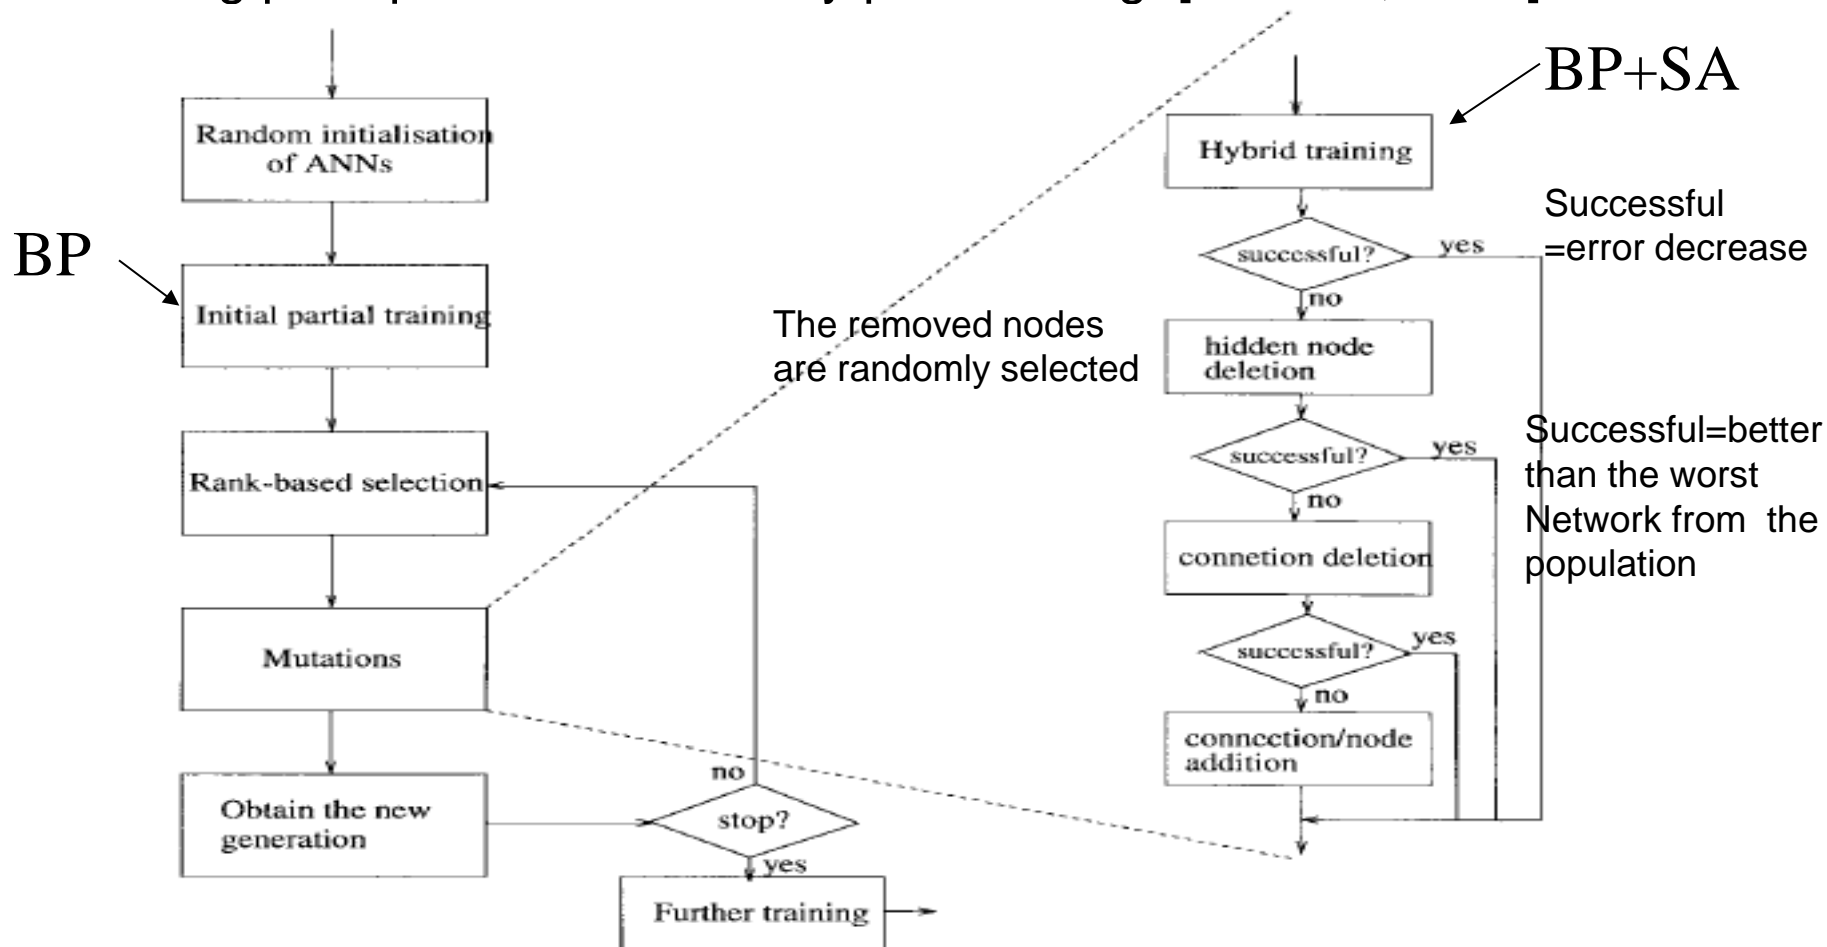 BP
Random initialisation
of ANNs
Initial partial training
Rank-based selection
Mutations
Obtain the new
generation
no
stop?
yes
Further training
The removed nodes
are randomly selected
BP+SA
Hybrid training
successful?
yes
no
Successful
=error decrease
hidden node
deletion
successful?
yes
no
Successful=better
than the worst
Network from the
population
connetion deletion
successful?
yes
no
connection/node
addition